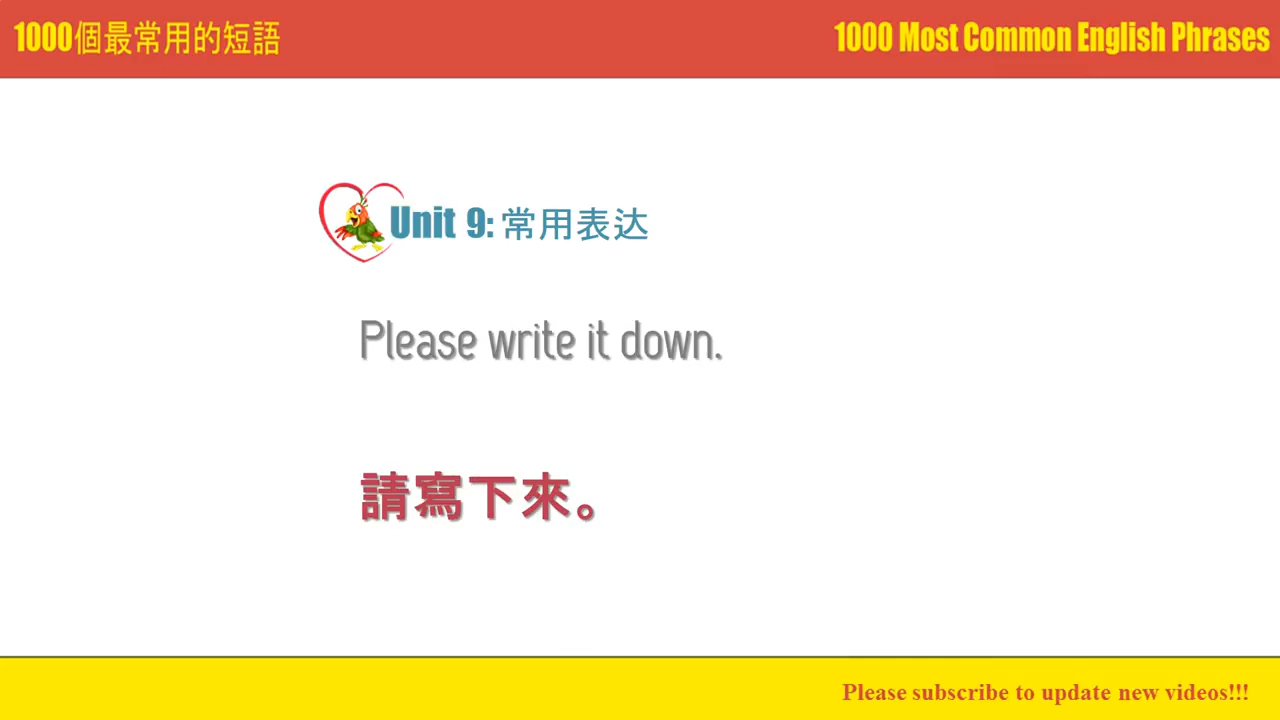 1000個最常用的短語
1000 Most Common English Phrases
Unit 9: 常用表达
Please write it down.
請寫下來。
Please subscribe to update new videos!!!